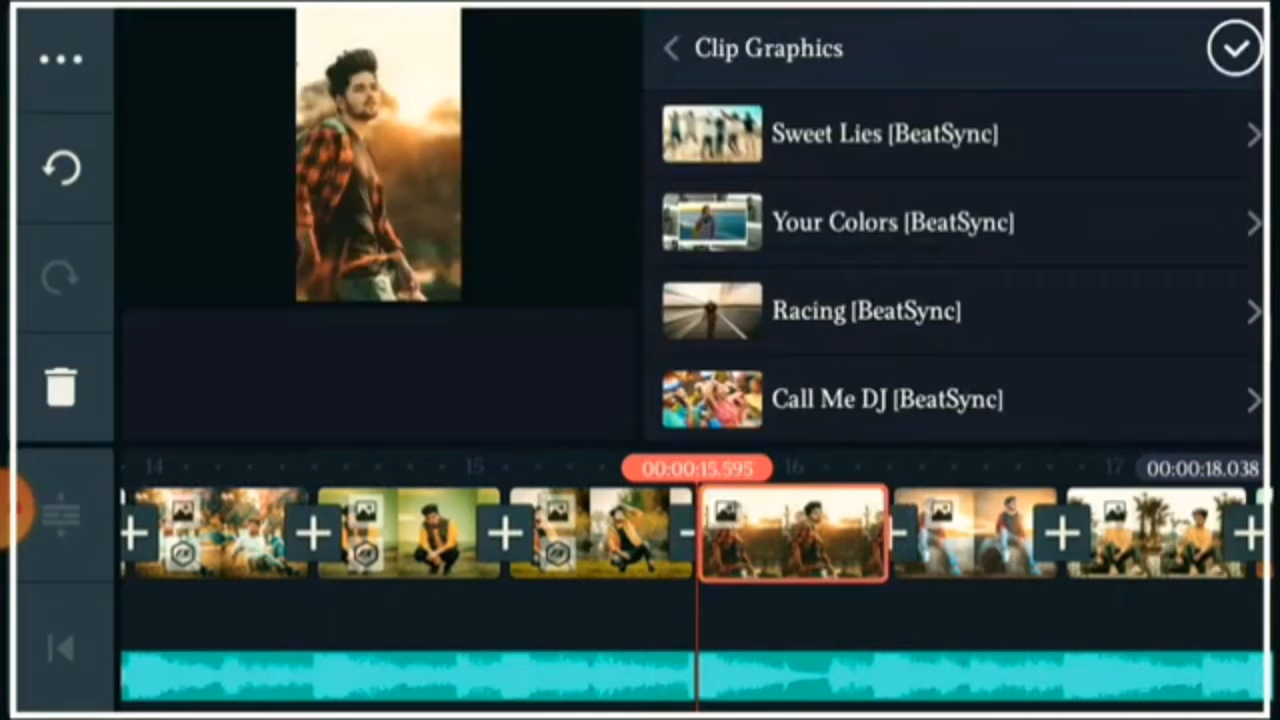 Clip Graphics
Sweet Lies [BeatSync]
Your Colors [BeatSync]
Racing [BeatSync]
Call Me DJ [BeatSync]
14
15
00:00:15.595
16
17
00:00:18.038